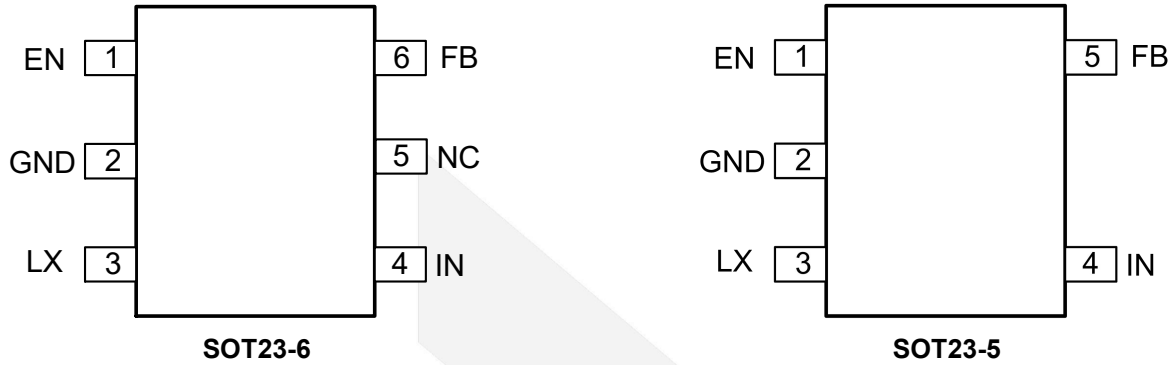 EN 1 6 FB
GND 2 5 NC
LX 3 4 IN
SOT23-6
EN 1 5 FB
GND 2
LX 3 4 IN
SOT23-5